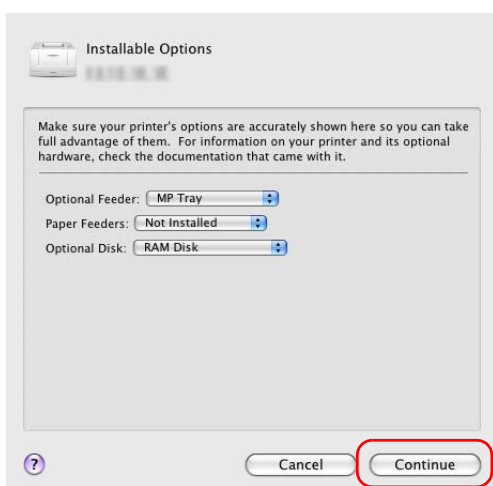 Installable Options
Make sure your printer's options are accurately shown here so you can take
full advantage of them. For information on your printer and its optional
hardware, check the documentation that came with it.
Optional Feeder: MP Tray
Paper Feeders: Not Installed
Optional Disk: RAM Disk
? Cancel Continue